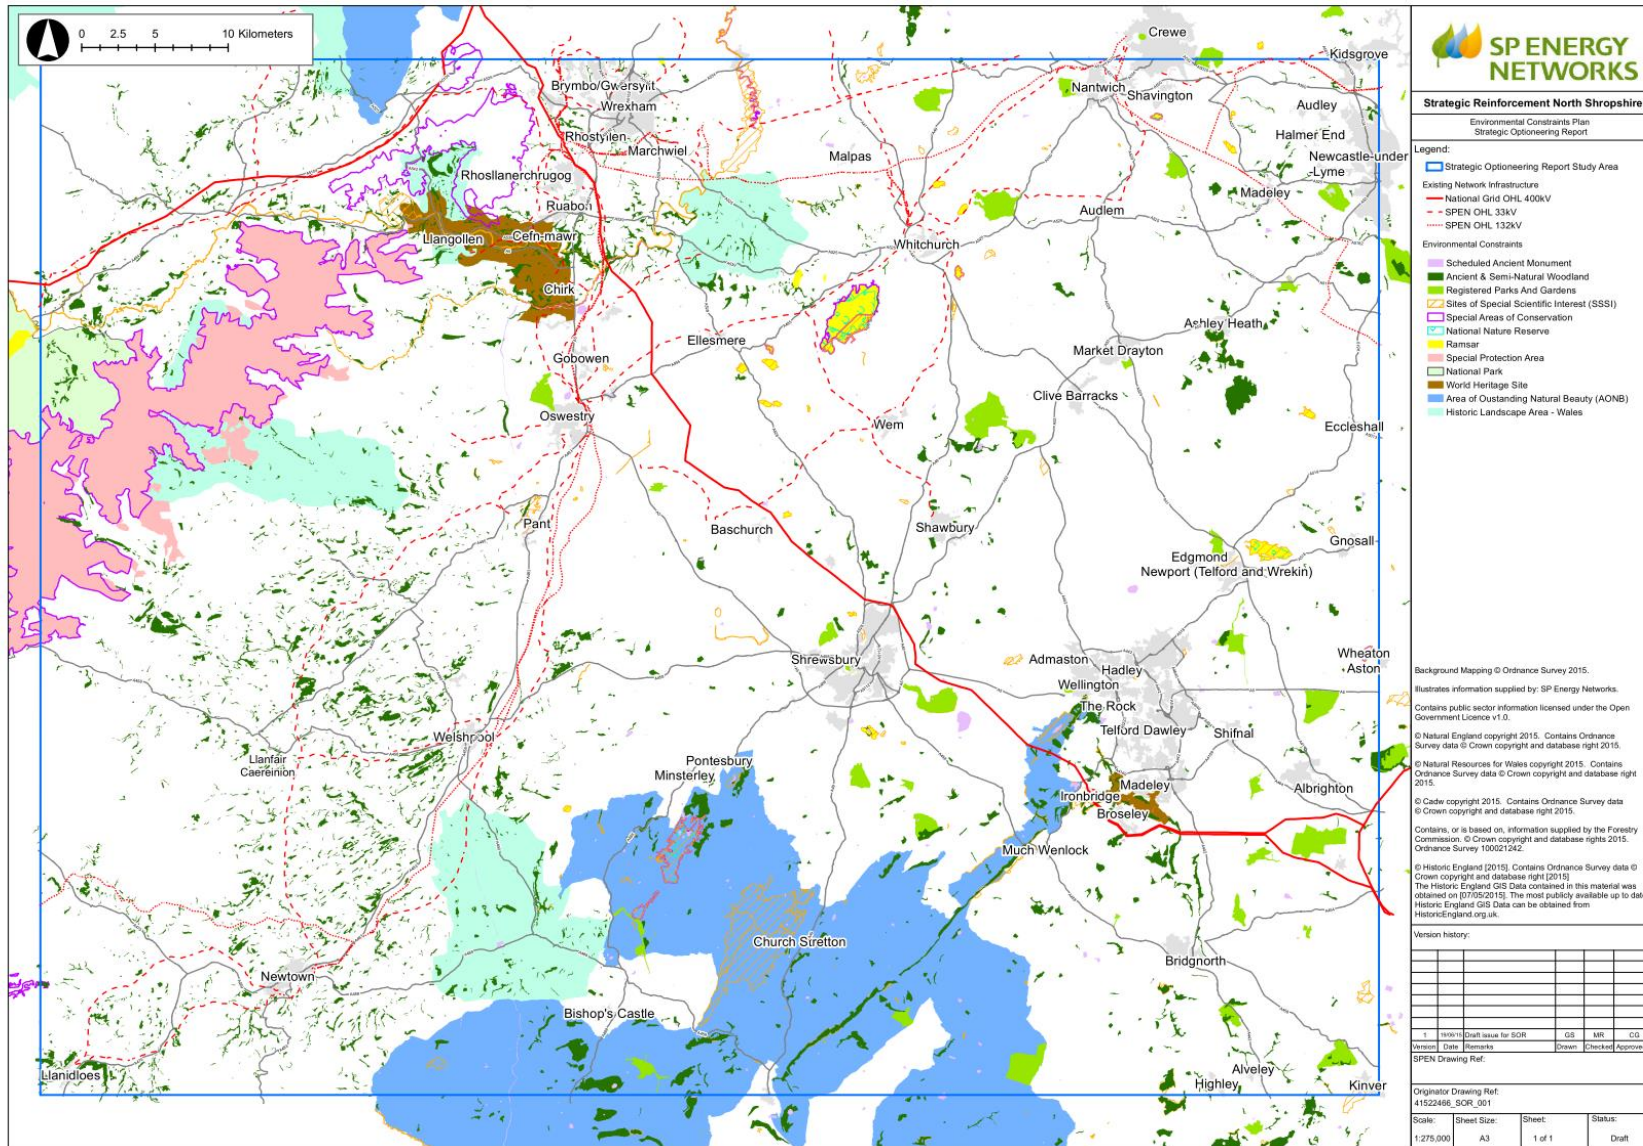 0 2.5 5 10 Kilometers
Crewe
Kidsgrove
Brymbo/Gwersyllt
Wrexham
Nantwich
Shavington
Audley
Rhostyllen
Marchwiel
Malpas
Halmer End
Newcastle-under
-Lyme
Rhosllanerchrugog
Madeley
Ruabon
Audlem
Llangollen
Cefn-mawr
Whitchurch
Chirk
Ashley Heath
Ellesmere
Market Drayton
Gobowen
Clive Barracks
Oswestry
Wem
Eccleshall
Pant
Baschurch
Shawbury
Gnosall
Edgmond
Newport (Telford and Wrekin)
Shrewsbury
Admaston
Hadley
Wheaton
Aston
Wellington
The Rock
Telford Dawley
Shifnal
Welshpool
Llanfair
Caereinion
Pontesbury
Minsterley
Madeley
Ironbridge
Broseley
Albrighton
Much Wenlock
Church Stretton
Bridgnorth
Newtown
Bishop's Castle
Llanidloes
Highley
Alveley
Kinver
SP ENERGY
NETWORKS
Strategic Reinforcement North Shropshire
Environmental Constraints Plan
Strategic Optioneering Report
Legend:
Strategic Optioneering Report Study Area
Existing Network Infrastructure
National Grid OHL 400kV
SPEN OHL 33kV
SPEN OHL 132kV
Environmental Constraints
Scheduled Ancient Monument
Ancient & Semi-Natural Woodland
Registered Parks And Gardens
Sites of Special Scientific Interest (SSSI)
Special Areas of Conservation
National Nature Reserve
Ramsar
Special Protection Area
National Park
World Heritage Site
Area of Oustanding Natural Beauty (AONB)
Historic Landscape Area - Wales
Background Mapping © Ordnance Survey 2015.
Illustrates information supplied by: SP Energy Networks.
Contains public sector information licensed under the Open
Government Licence v1.0.
© Natural England copyright 2015. Contains Ordnance
Survey data © Crown copyright and database right 2015.
© Natural Resources for Wales copyright 2015. Contains
Ordnance Survey data © Crown copyright and database right
2015.
© Cadw copyright 2015. Contains Ordnance Survey data
© Crown copyright and database right 2015.
Contains, or is based on, information supplied by the Forestry
Commission. © Crown copyright and database rights 2015.
Ordnance Survey 100021242.
© Historic England [2015]. Contains Ordnance Survey data ©
Crown copyright and database right [2015]
The Historic England GIS Data contained in this material was
obtained on [07/05/2015]. The most publicly available up to date
Historic England GIS Data can be obtained from
HistoricEngland.org.uk.
Version history:
1 Draft issue for SOR GS MR CG
Version Date Remarks Drawn Checked Approve
SPEN Drawing Ref:
Originator Drawing Ref:
41522466_SOR_001
Scale: Sheet Size: Sheet: Status:
1:275,000 A3 1 of 1 Draft